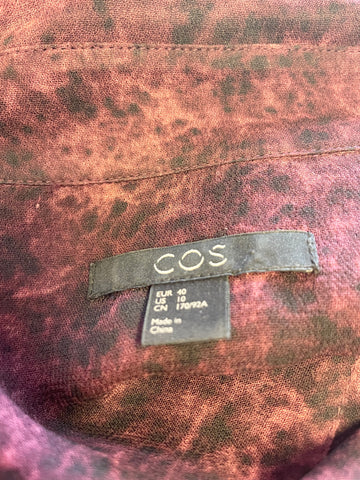 COS
EUR 40
US 10
CN 170/92A
Made in
China